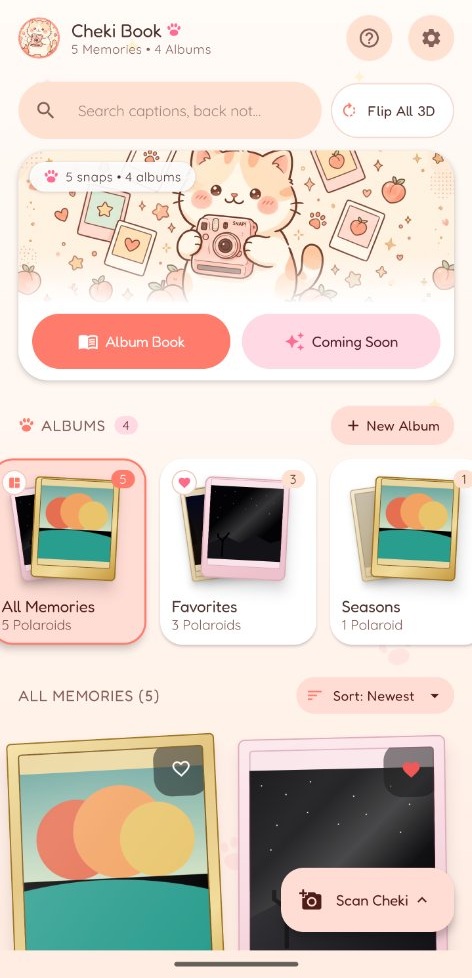 Cheki Book
5 Memories • 4 Albums
Search captions, back not...
Flip All 3D
5 snaps • 4 albums
SNAP!
Album Book
Coming Soon
ALBUMS 4
+ New Album
5
3
1
All Memories
5 Polaroids
Favorites
3 Polaroids
Seasons
1 Polaroid
ALL MEMORIES (5)
Sort: Newest
Scan Cheki